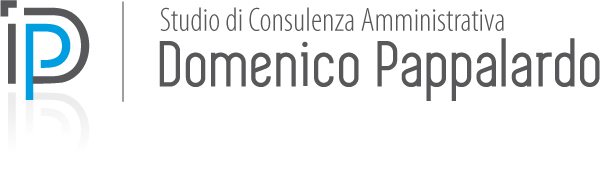 Studio di Consulenza Amministrativa
Domenico Pappalardo